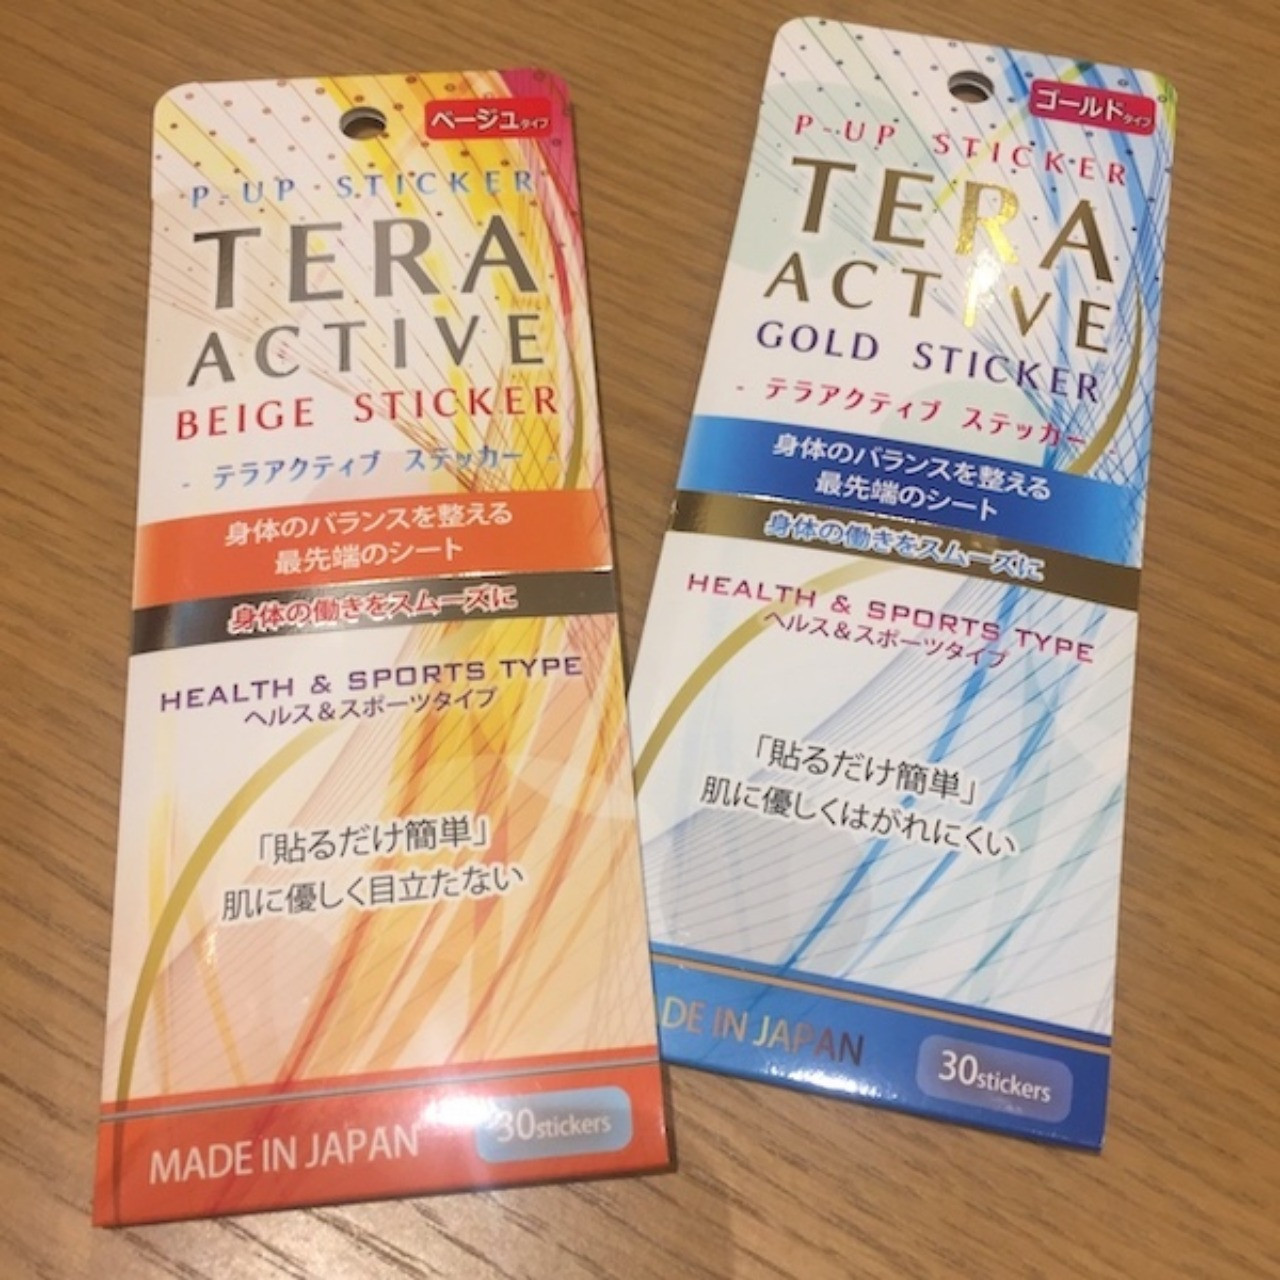 ベージュタイプ
P-UP STICKER
TERA
ACTIVE
BEIGE STICKER
- テラアクティブ ステッカー -
身体のバランスを整える
最先端のシート
身体の働きをスムーズに
HEALTH & SPORTS TYPE
ヘルス＆スポーツタイプ
「貼るだけ簡単」
肌に優しく目立たない
MADE IN JAPAN
30stickers
ゴールドタイプ
P-UP STICKER
TERA
ACTIVE
GOLD STICKER
- テラアクティブ ステッカー -
身体のバランスを整える
最先端のシート
身体の働きをスムーズに
HEALTH & SPORTS TYPE
ヘルス＆スポーツタイプ
「貼るだけ簡単」
肌に優しくはがれにくい
ADE IN JAPAN
30stickers